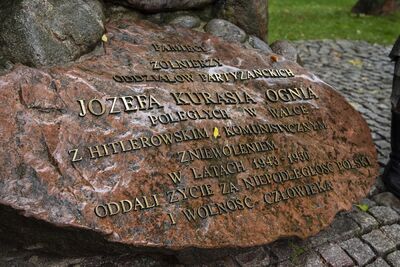 PAMIĘCI
ŻOŁNIERZY
ODDZIAŁÓW PARTYZANCKICH
JÓZEFA KURASIA OGNIA
POLEGŁYCH W WALCE
Z HITLEROWSKIM I KOMUNISTYCZNYM
ZNIEWOLENIEM
W LATACH 1943-1950
ODDALI ŻYCIE ZA NIEPODLEGŁOŚĆ POLSKI
I WOLNOŚĆ CZŁOWIEKA